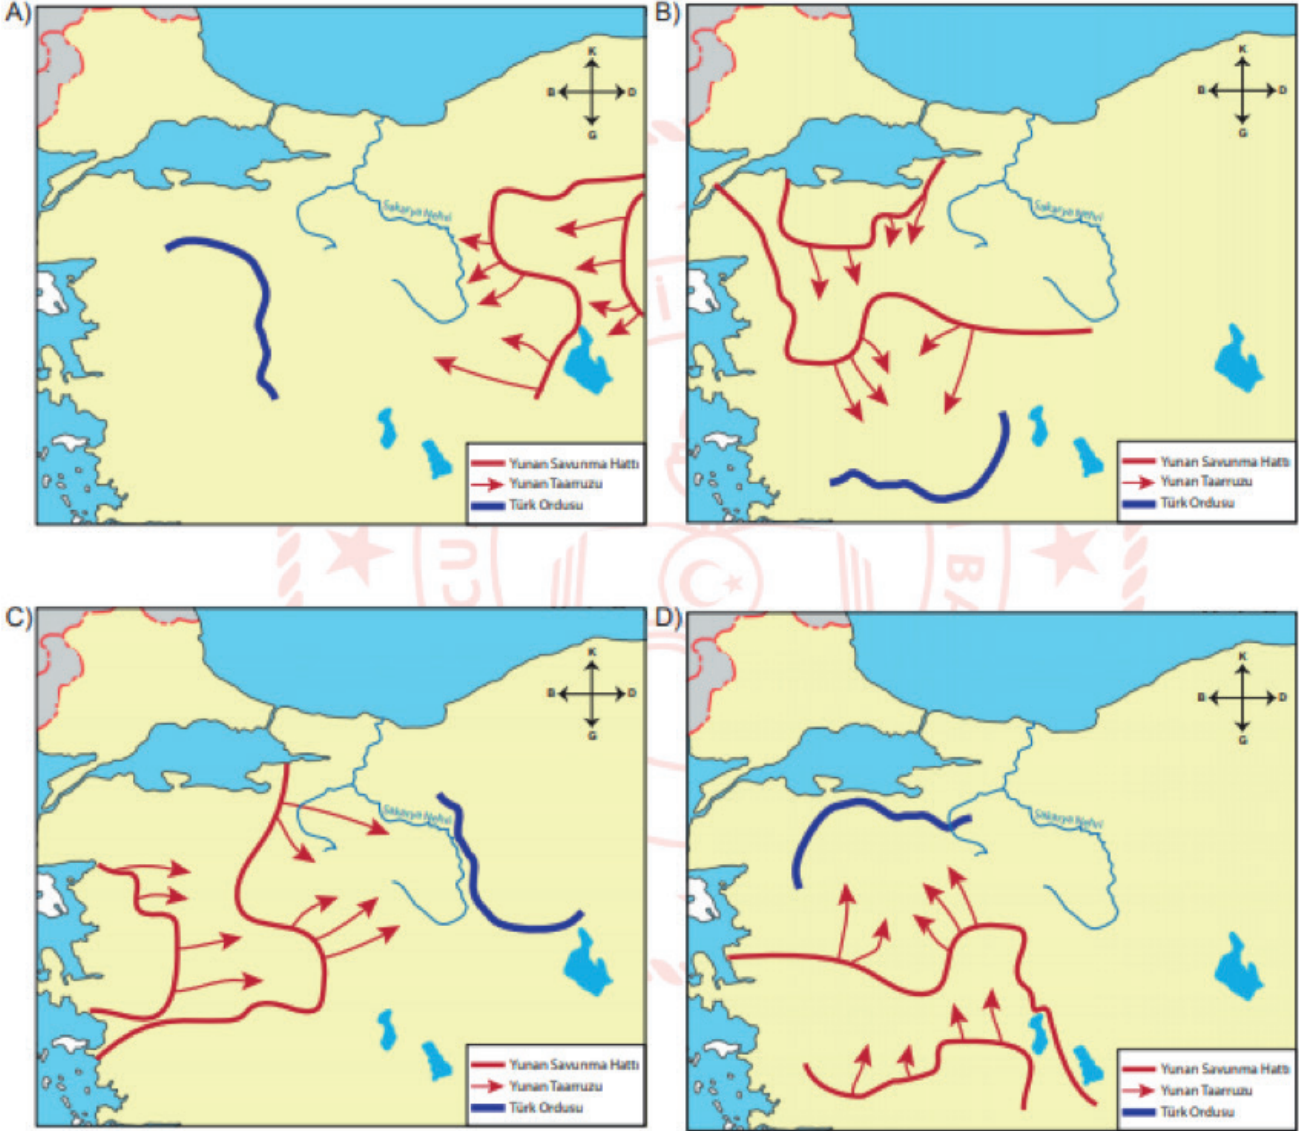 A)
K
B
D
G
Sakarya Nehri
Yunan Savunma Hattı
Yunan Taarruzu
Türk Ordusu
B)
K
B
D
G
Sakarya Nehri
Yunan Savunma Hattı
Yunan Taarruzu
Türk Ordusu
C)
K
B
D
G
Sakarya Nehri
Yunan Savunma Hattı
Yunan Taarruzu
Türk Ordusu
D)
K
B
D
G
Sakarya Nehri
Yunan Savunma Hattı
Yunan Taarruzu
Türk Ordusu